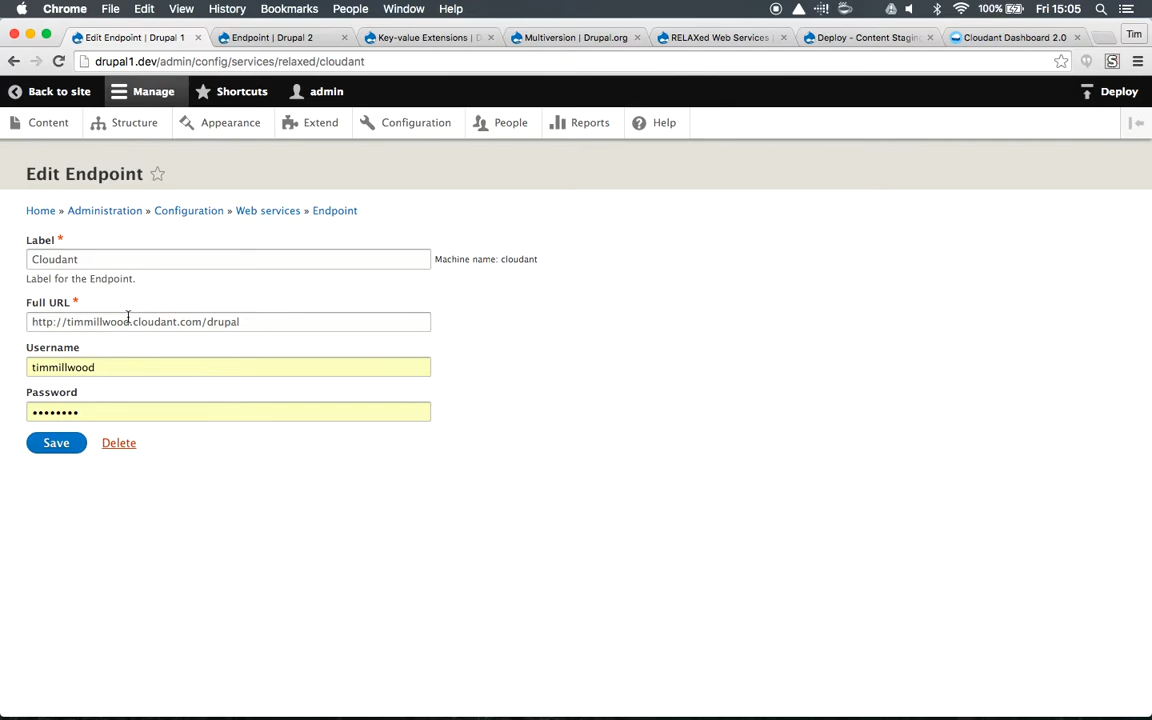 Chrome File Edit View History Bookmarks People Window Help 100% Fri 15:05
Edit Endpoint | Drupal 1 Endpoint | Drupal 2 Key-value Extensions | D Multiversion | Drupal.org RELAXed Web Services | Deploy - Content Staging Cloudant Dashboard 2.0 Tim
drupal1.dev/admin/config/services/relaxed/cloudant
Back to site Manage Shortcuts admin Deploy
Content Structure Appearance Extend Configuration People Reports Help
Edit Endpoint
Home » Administration » Configuration » Web services » Endpoint
Label *
Cloudant Machine name: cloudant
Label for the Endpoint.
Full URL *
http://timmillwood.cloudant.com/drupal
Username
timmillwood
Password
••••••••
Save Delete